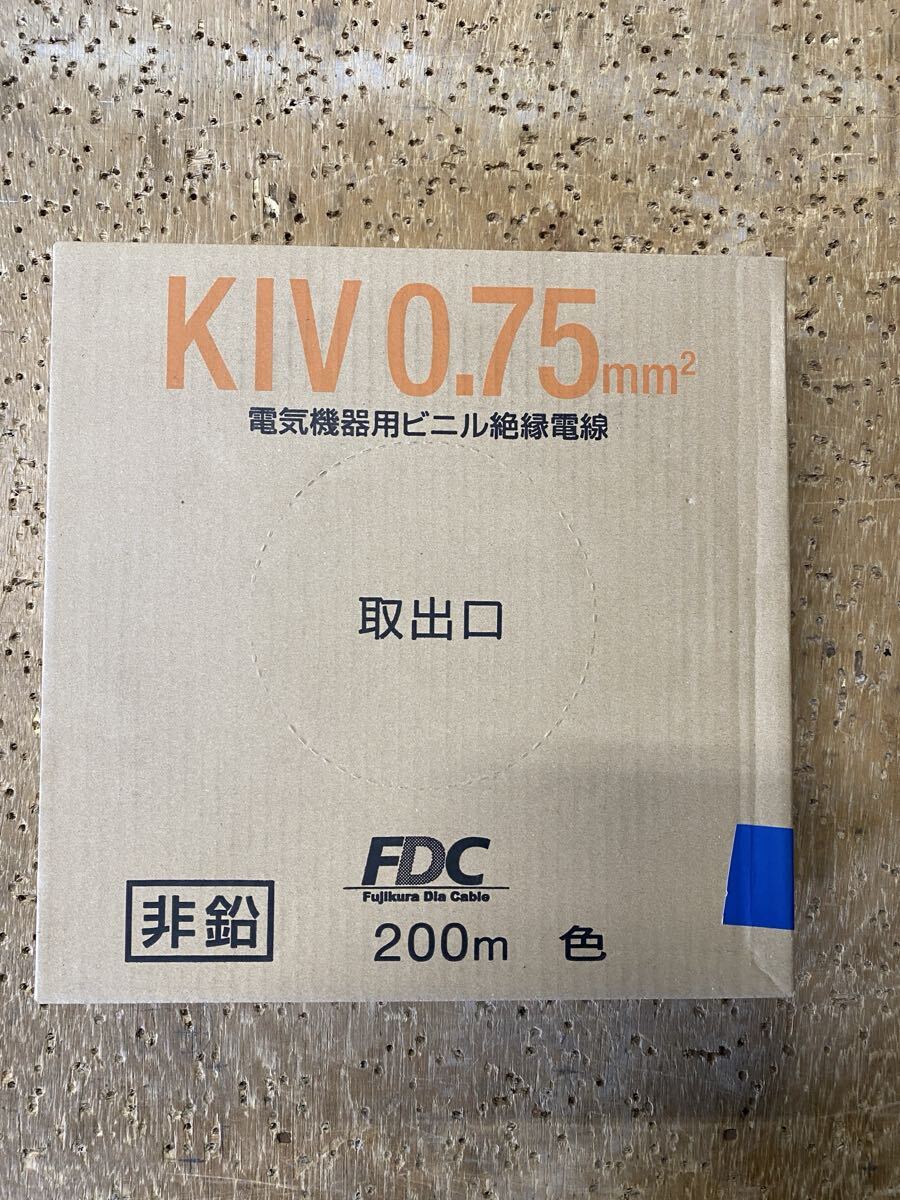 KIV 0.75mm²
電気機器用ビニル絶縁電線
取出口
FDC
Fujikura Dia Cable
非鉛
200m 色